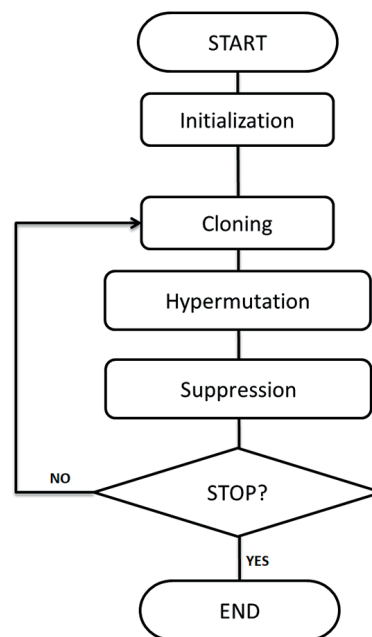 START
Initialization
Cloning
Hypermutation
Suppression
NO
STOP?
YES
END